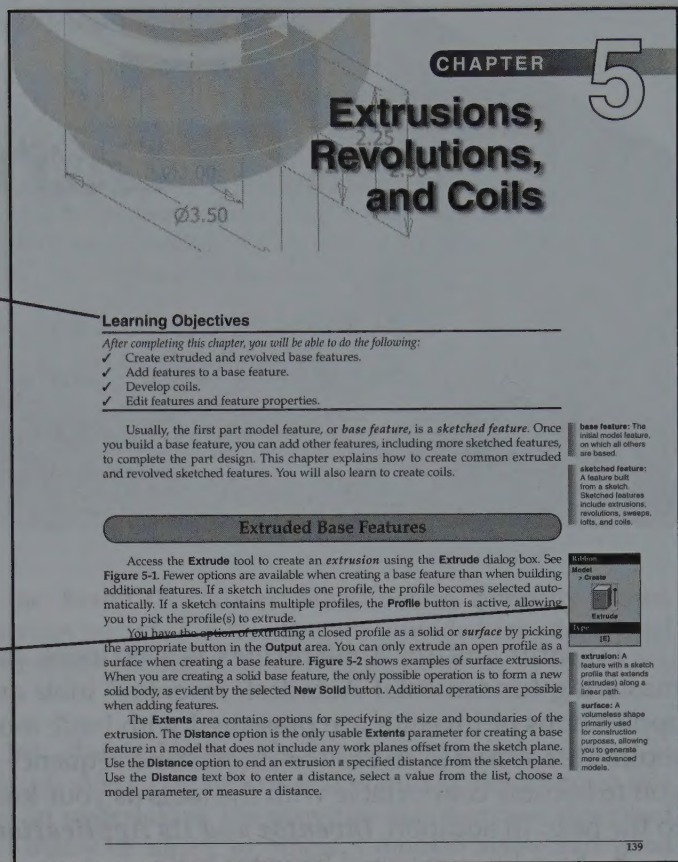 CHAPTER
5
Extrusions,
Revolutions,
and Coils
2.25
Ø3.50
Learning Objectives
After completing this chapter, you will be able to do the following:
✓ Create extruded and revolved base features.
✓ Add features to a base feature.
✓ Develop coils.
✓ Edit features and feature properties.
Usually, the first part model feature, or base feature, is a sketched feature. Once
you build a base feature, you can add other features, including more sketched features,
to complete the part design. This chapter explains how to create common extruded
and revolved sketched features. You will also learn to create coils.
base feature: The
initial model feature,
on which all others
are based.
sketched feature:
A feature built
from a sketch.
Sketched features
include extrusions,
revolutions, sweeps,
lofts, and coils.
Extruded Base Features
Access the Extrude tool to create an extrusion using the Extrude dialog box. See
Figure 5-1. Fewer options are available when creating a base feature than when building
additional features. If a sketch includes one profile, the profile becomes selected auto-
matically. If a sketch contains multiple profiles, the Profile button is active, allowing
you to pick the profile(s) to extrude.
You have the option of extruding a closed profile as a solid or surface by picking
the appropriate button in the Output area. You can only extrude an open profile as a
surface when creating a base feature. Figure 5-2 shows examples of surface extrusions.
When you are creating a solid base feature, the only possible operation is to form a new
solid body, as evident by the selected New Solid button. Additional operations are possible
when adding features.
The Extents area contains options for specifying the size and boundaries of the
extrusion. The Distance option is the only usable Extents parameter for creating a base
feature in a model that does not include any work planes offset from the sketch plane.
Use the Distance option to end an extrusion a specified distance from the sketch plane.
Use the Distance text box to enter a distance, select a value from the list, choose a
model parameter, or measure a distance.
Ribbon
Model
> Create
Extrude
Type
[E]
extrusion: A
feature with a sketch
profile that extends
(extrudes) along a
linear path.
surface: A
volumeless shape
primarily used
for construction
purposes, allowing
you to generate
more advanced
models.
139